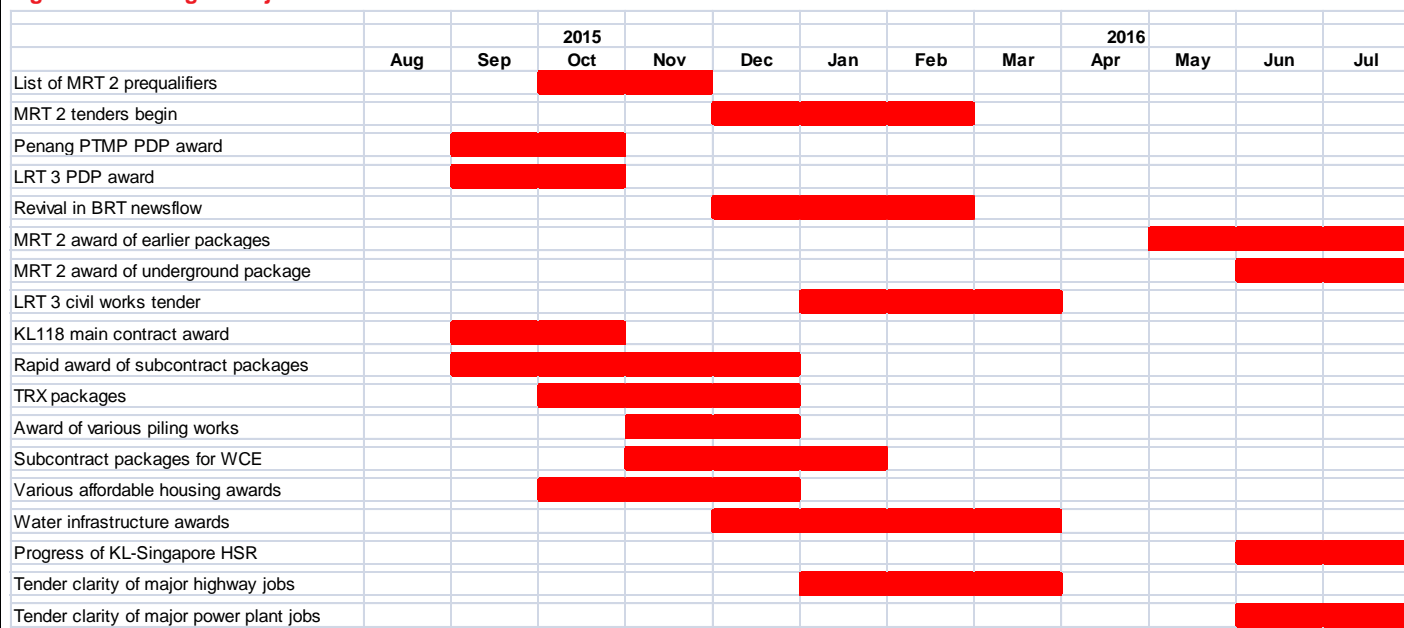 2015 2016
Aug Sep Oct Nov Dec Jan Feb Mar Apr May Jun Jul
List of MRT 2 prequalifiers
MRT 2 tenders begin
Penang PTMP PDP award
LRT 3 PDP award
Revival in BRT newsflow
MRT 2 award of earlier packages
MRT 2 award of underground package
LRT 3 civil works tender
KL118 main contract award
Rapid award of subcontract packages
TRX packages
Award of various piling works
Subcontract packages for WCE
Various affordable housing awards
Water infrastructure awards
Progress of KL-Singapore HSR
Tender clarity of major highway jobs
Tender clarity of major power plant jobs